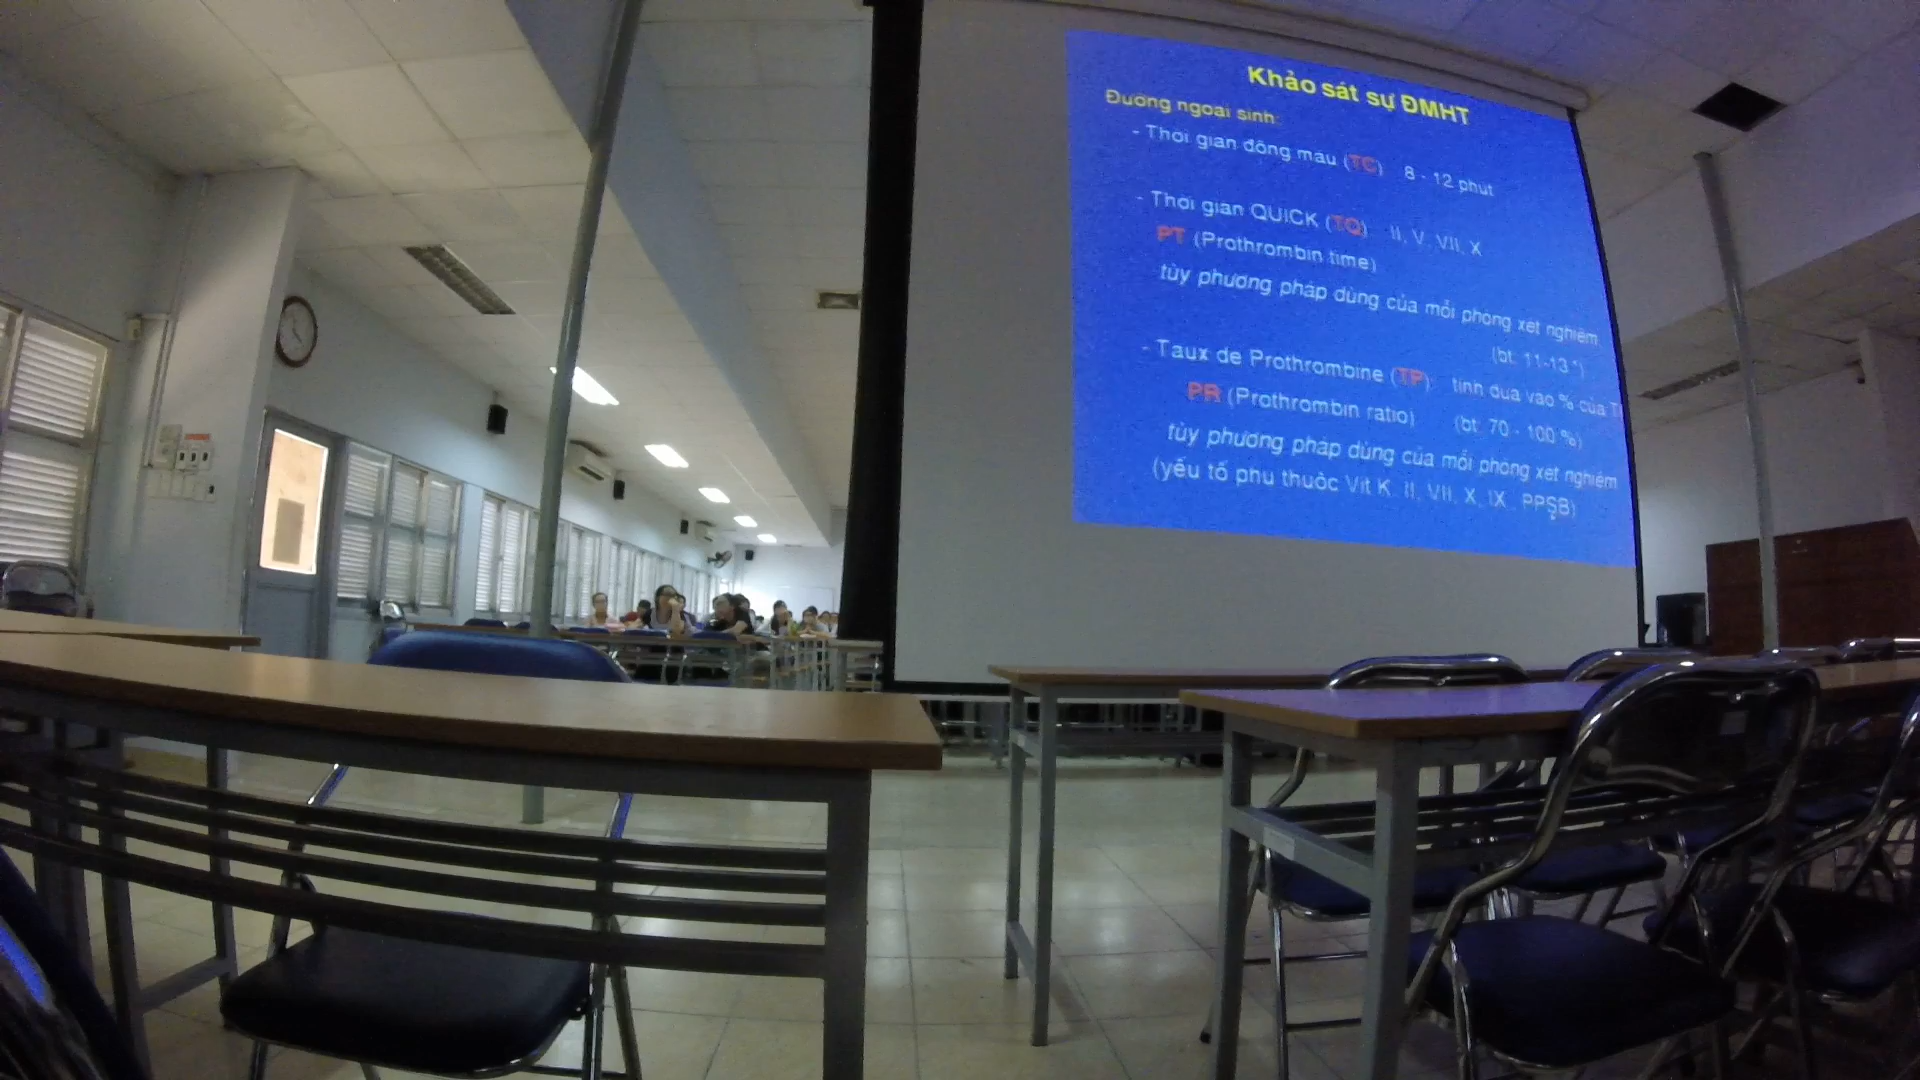 Khảo sát sự ĐMHT
Đường ngoại sinh:
- Thời gian đông máu (TC) 8 - 12 phút
- Thời gian QUICK (TQ) II, V, VII, X
PT (Prothrombin time)
tùy phương pháp dùng của mỗi phòng xét nghiệm
(bt: 11-13 ")
- Taux de Prothrombine (TP) tính dựa vào % của T
PR (Prothrombin ratio) (bt: 70 - 100 %)
tùy phương pháp dùng của mỗi phòng xét nghiệm
(yếu tố phụ thuộc Vit K: II, VII, X, IX : PPSB)